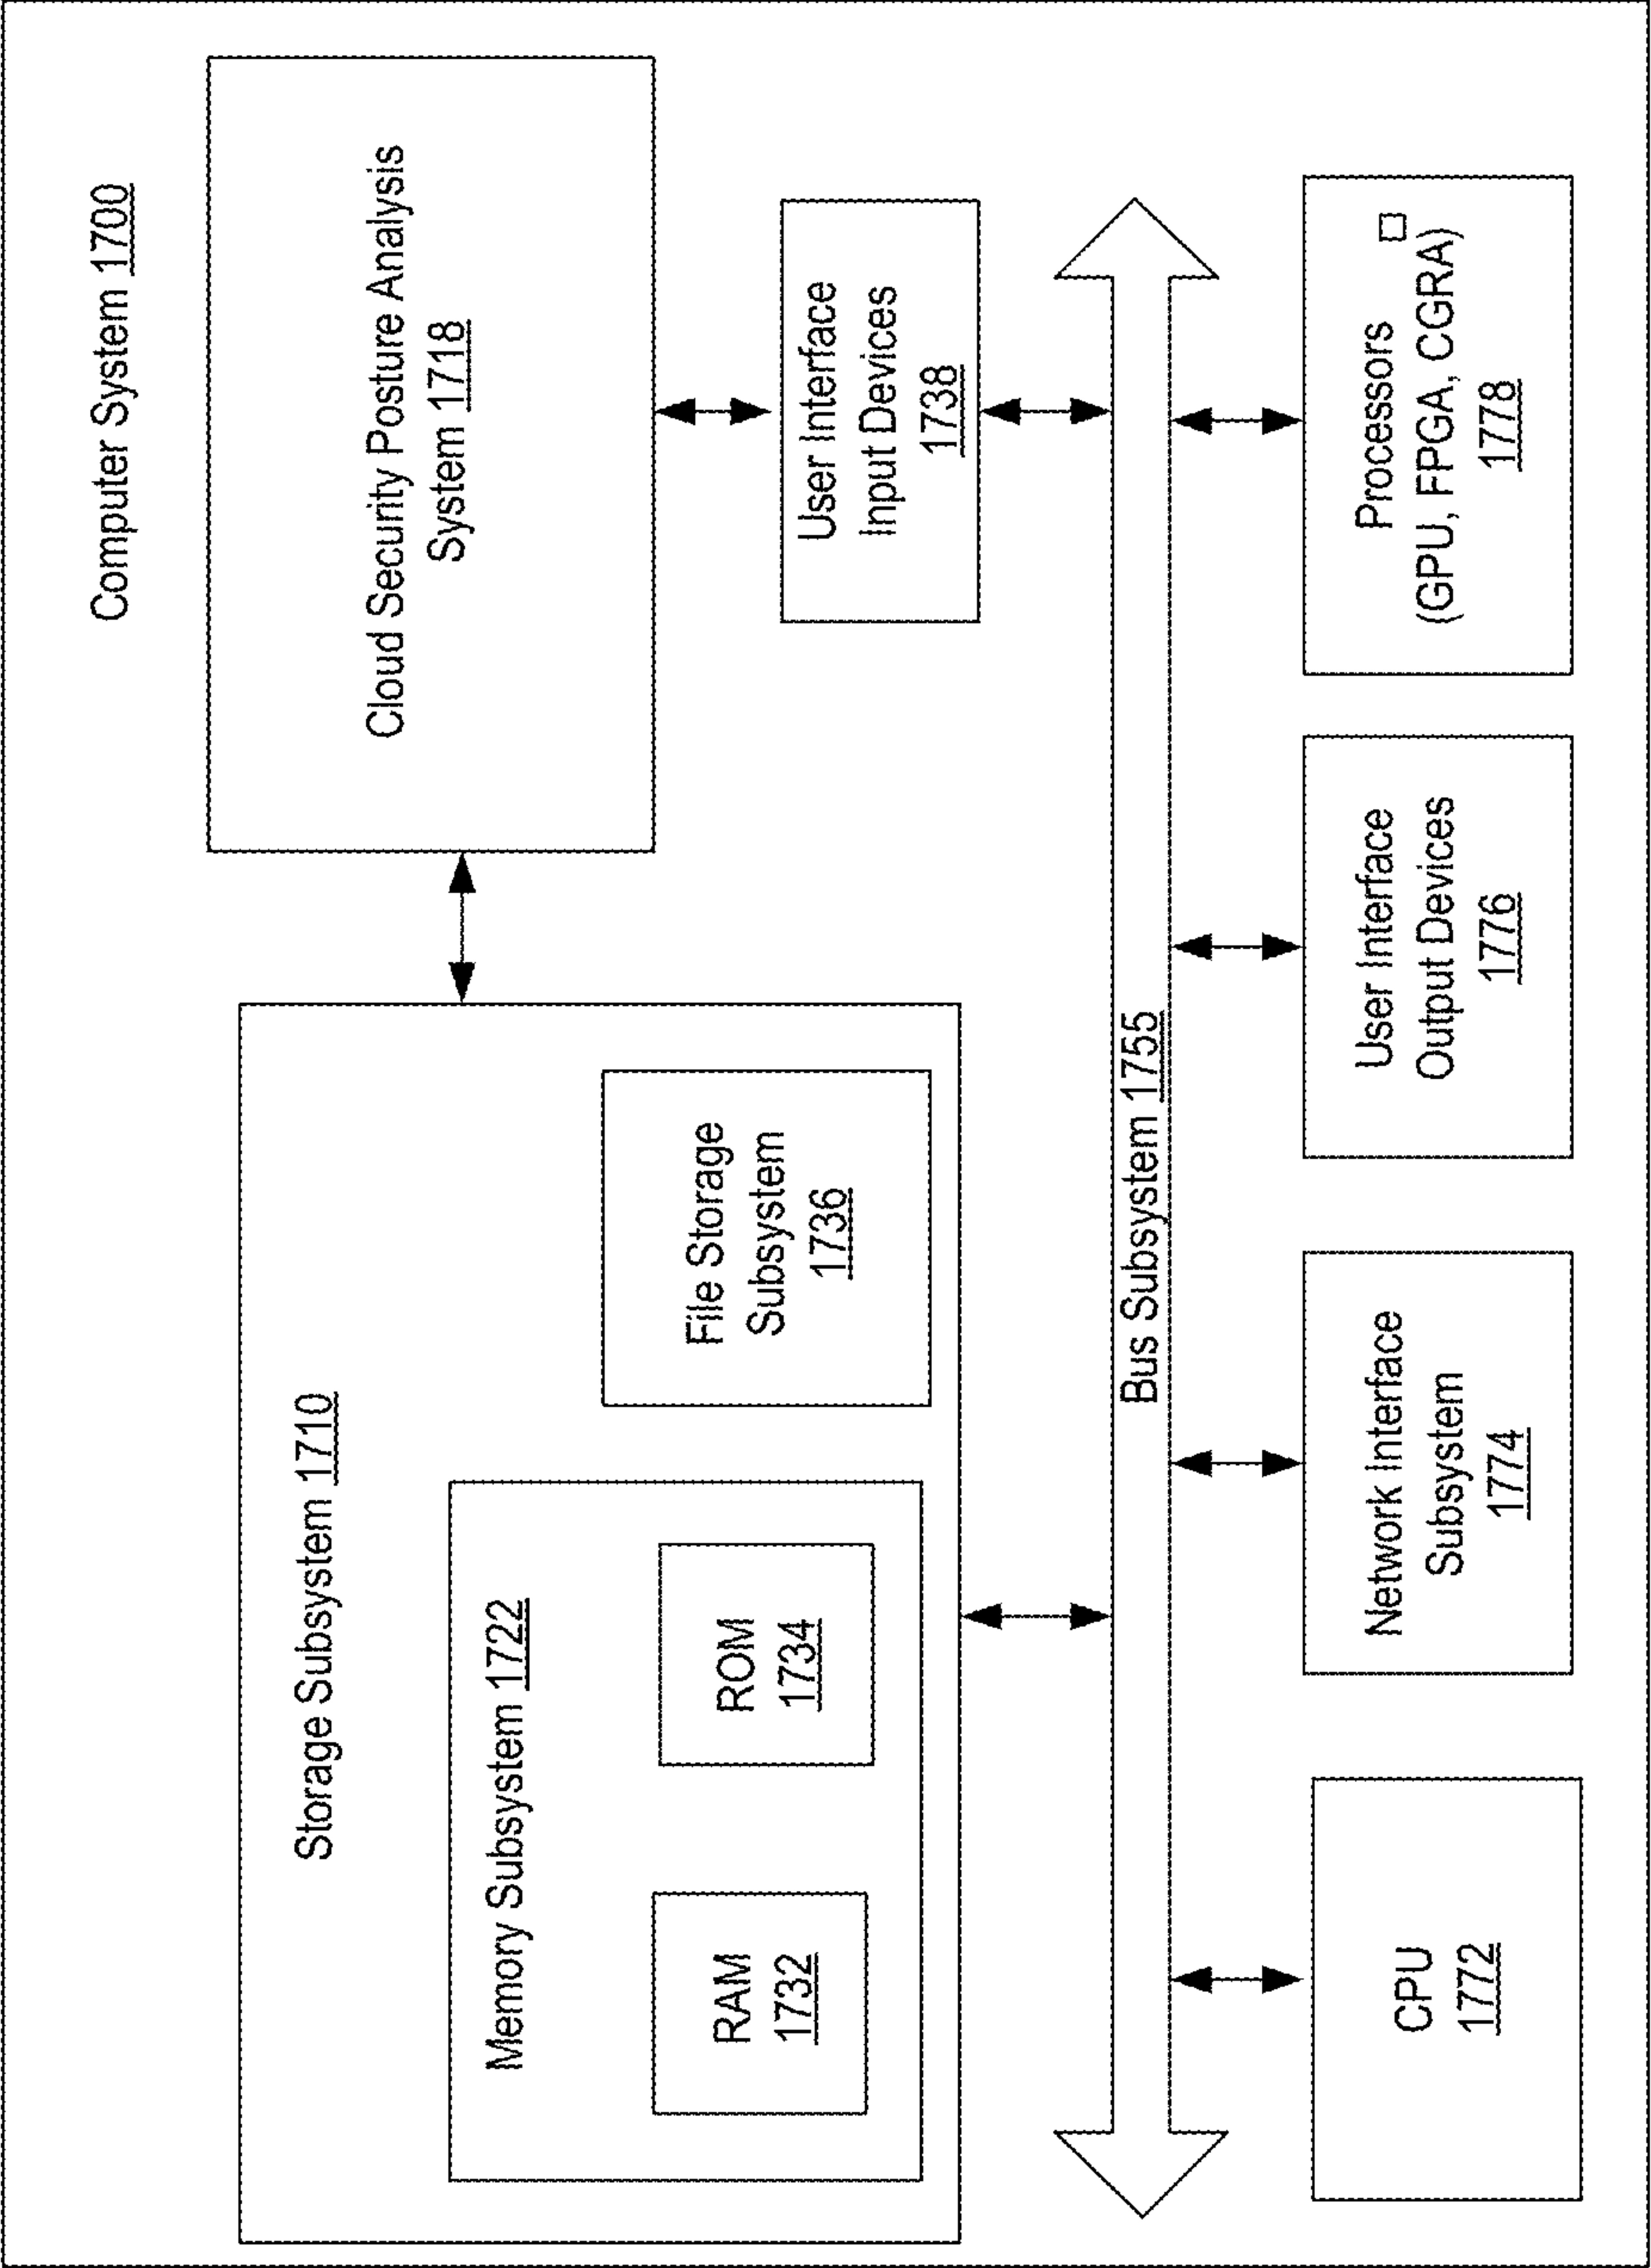 Computer System 1700
Storage Subsystem 1710
Memory Subsystem 1722
RAM
1732
ROM
1734
File Storage
Subsystem
1736
Cloud Security Posture Analysis
System 1718
User Interface
Input Devices
1738
Bus Subsystem 1755
CPU
1772
Network Interface
Subsystem
1774
User Interface
Output Devices
1776
Processors
(GPU, FPGA, CGRA)
1778